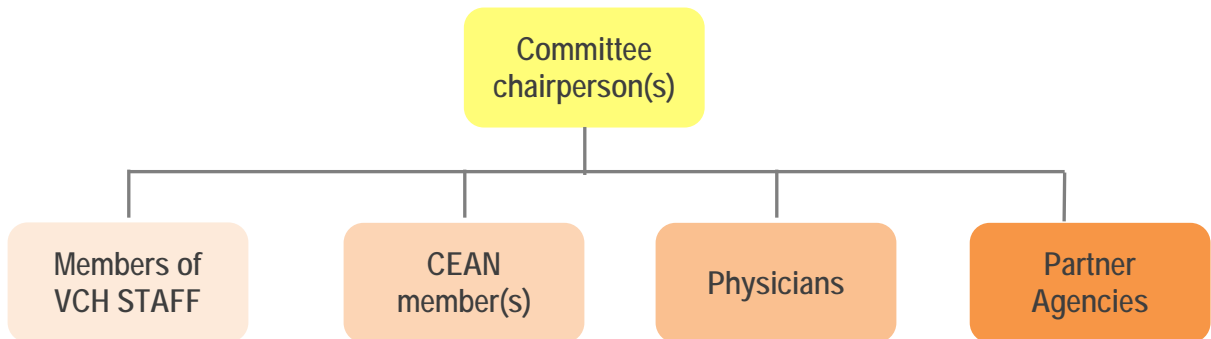 Committee
chairperson(s)
Members of
VCH STAFF
CEAN
member(s)
Physicians
Partner
Agencies